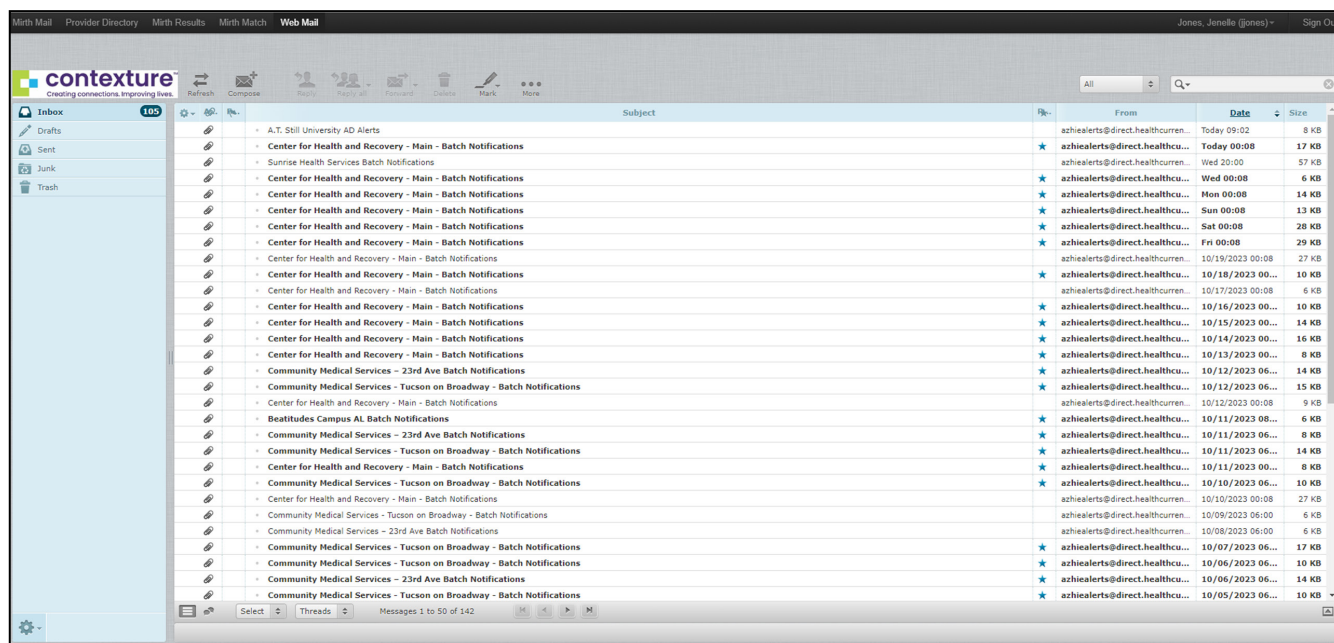 Mirth Mail Provider Directory Mirth Results Mirth Match Web Mail Jones, Jenelle (jjones) Sign Ou
contexture™
Creating connections. Improving lives.
Refresh Compose Reply Reply all Forward Delete Mark More All
Inbox 105
Drafts
Sent
Junk
Trash
Subject From Date Size
A.T. Still University AD Alerts azhiealerts@direct.healthcurren... Today 09:02 8 KB
Center for Health and Recovery - Main - Batch Notifications azhiealerts@direct.healthcu... Today 00:08 17 KB
Sunrise Health Services Batch Notifications azhiealerts@direct.healthcurren... Wed 20:00 57 KB
Center for Health and Recovery - Main - Batch Notifications azhiealerts@direct.healthcu... Wed 00:08 6 KB
Center for Health and Recovery - Main - Batch Notifications azhiealerts@direct.healthcu... Mon 00:08 14 KB
Center for Health and Recovery - Main - Batch Notifications azhiealerts@direct.healthcu... Sun 00:08 13 KB
Center for Health and Recovery - Main - Batch Notifications azhiealerts@direct.healthcu... Sat 00:08 28 KB
Center for Health and Recovery - Main - Batch Notifications azhiealerts@direct.healthcu... Fri 00:08 29 KB
Center for Health and Recovery - Main - Batch Notifications azhiealerts@direct.healthcurren... 10/19/2023 00:08 27 KB
Center for Health and Recovery - Main - Batch Notifications azhiealerts@direct.healthcu... 10/18/2023 00... 10 KB
Center for Health and Recovery - Main - Batch Notifications azhiealerts@direct.healthcurren... 10/17/2023 00:08 6 KB
Center for Health and Recovery - Main - Batch Notifications azhiealerts@direct.healthcu... 10/16/2023 00... 10 KB
Center for Health and Recovery - Main - Batch Notifications azhiealerts@direct.healthcu... 10/15/2023 00... 14 KB
Center for Health and Recovery - Main - Batch Notifications azhiealerts@direct.healthcu... 10/14/2023 00... 16 KB
Center for Health and Recovery - Main - Batch Notifications azhiealerts@direct.healthcu... 10/13/2023 00... 8 KB
Community Medical Services – 23rd Ave Batch Notifications azhiealerts@direct.healthcu... 10/12/2023 06... 14 KB
Community Medical Services - Tucson on Broadway - Batch Notifications azhiealerts@direct.healthcu... 10/12/2023 06... 15 KB
Center for Health and Recovery - Main - Batch Notifications azhiealerts@direct.healthcurren... 10/12/2023 00:08 9 KB
Beatitudes Campus AL Batch Notifications azhiealerts@direct.healthcu... 10/11/2023 08... 6 KB
Community Medical Services – 23rd Ave Batch Notifications azhiealerts@direct.healthcu... 10/11/2023 06... 8 KB
Community Medical Services - Tucson on Broadway - Batch Notifications azhiealerts@direct.healthcu... 10/11/2023 06... 14 KB
Center for Health and Recovery - Main - Batch Notifications azhiealerts@direct.healthcu... 10/11/2023 00... 8 KB
Community Medical Services - Tucson on Broadway - Batch Notifications azhiealerts@direct.healthcu... 10/10/2023 06... 10 KB
Center for Health and Recovery - Main - Batch Notifications azhiealerts@direct.healthcurren... 10/10/2023 00:08 27 KB
Community Medical Services - Tucson on Broadway - Batch Notifications azhiealerts@direct.healthcurren... 10/09/2023 06:00 6 KB
Community Medical Services – 23rd Ave Batch Notifications azhiealerts@direct.healthcurren... 10/08/2023 06:00 6 KB
Community Medical Services - Tucson on Broadway - Batch Notifications azhiealerts@direct.healthcu... 10/07/2023 06... 17 KB
Community Medical Services - Tucson on Broadway - Batch Notifications azhiealerts@direct.healthcu... 10/06/2023 06... 10 KB
Community Medical Services – 23rd Ave Batch Notifications azhiealerts@direct.healthcu... 10/06/2023 06... 14 KB
Community Medical Services - Tucson on Broadway - Batch Notifications azhiealerts@direct.healthcu... 10/05/2023 06... 10 KB
Select Threads Messages 1 to 50 of 142